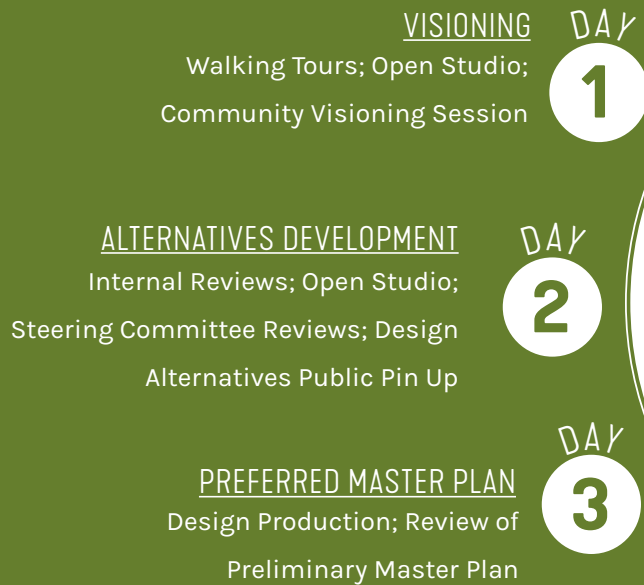 VISIONING
Walking Tours; Open Studio;
Community Visioning Session
DAY
1
ALTERNATIVES DEVELOPMENT
Internal Reviews; Open Studio;
Steering Committee Reviews; Design
Alternatives Public Pin Up
DAY
2
PREFERRED MASTER PLAN
Design Production; Review of
Preliminary Master Plan
DAY
3